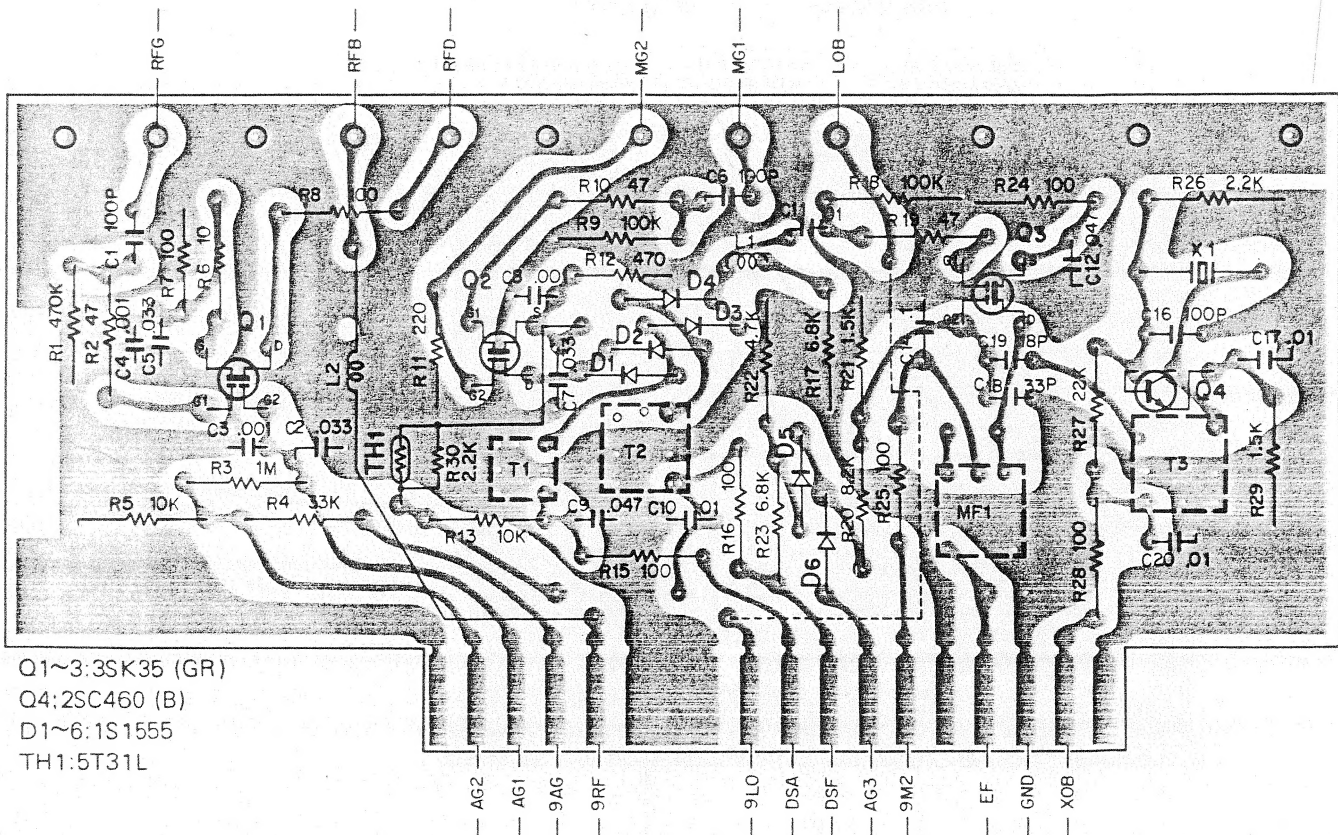 RFG
RFB
RFD
MG2
MG1
LOB
R8 100
R10 47
C6 100P
R18 100K
R24 100
R26 2.2K
C1 100P
R7 100
R6 10
R9 100K
R19 47
Q3
C12 .047
X1
R12 470
L1
Q2
C8 .001
D4
R1 470K
R2 47
C4 .001
C5 .033
Q1
S
D
G1
G2
R11 220
G1
G2
S
D3
D2
D1
C7 .033
4.7K
R22
R17 6.8K
R21 1.5K
C14
G1
S
G2
D
C19 8P
C18 33P
C16 100P
C17 .01
Q4
L2
C3 .001
C2 .033
TH1
R30 2.2K
T1
T2
D5
22K
R27
T3
1.5K
R29
R3 1M
R5 10K
R4 33K
R13 10K
C9 .047
C10 .01
R16 100
R23 6.8K
R20 8.2K
R25 100
MF1
R15 100
D6
R28 100
C20 .01
Q1~3:3SK35 (GR)
Q4:2SC460 (B)
D1~6:1S1555
TH1:5T31L
AG2
AG1
9AG
9RF
9LO
DSA
DSF
AG3
9M2
EF
GND
XOB